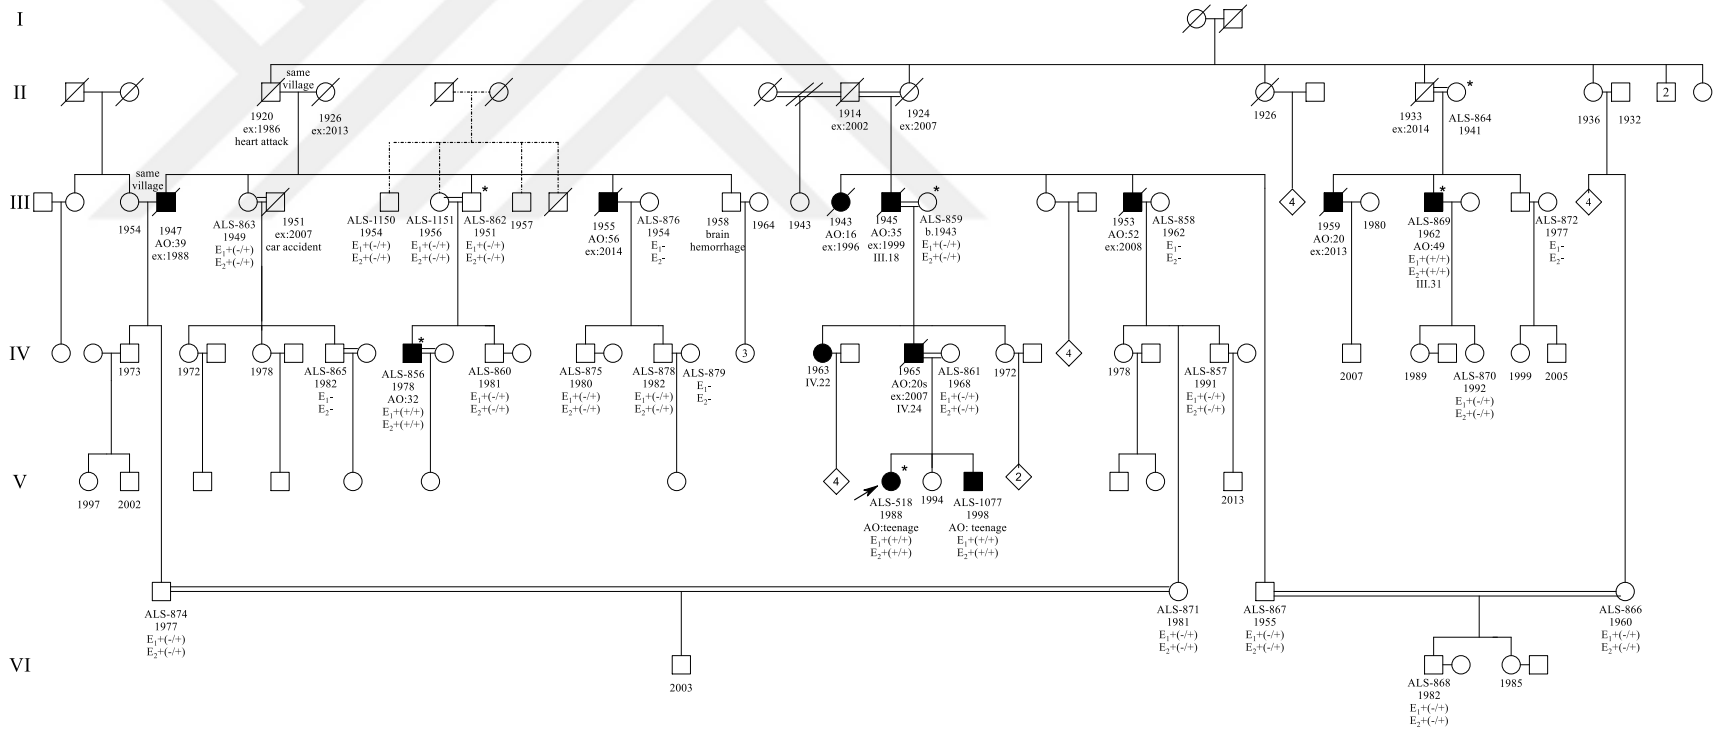 I
II
same
village
1920
ex:1986
heart attack
1926
ex:2013
1914
ex:2002
1924
ex:2007
1926
1933
ex:2014
*
ALS-864
1941
1936
1932
2
III
1954
same
village
1947
AO:39
ex:1988
ALS-863
1949
E1+(-/+)
E2+(-/+)
1951
ex:2007
car accident
ALS-1150
1954
E1+(-/+)
E2+(-/+)
ALS-1151
1956
E1+(-/+)
E2+(-/+)
*
ALS-862
1951
E1+(-/+)
E2+(-/+)
1957
1955
AO:56
ex:2014
ALS-876
1954
E1-
E2-
1958
brain
hemorrhage
1964
1943
1943
AO:16
ex:1996
1945
AO:35
ex:1999
III.18
*
ALS-859
b.1943
E1+(-/+)
E2+(-/+)
1953
AO:52
ex:2008
ALS-858
1962
E1-
E2-
4
1959
AO:20
ex:2013
1980
*
ALS-869
1962
AO:49
E1+(+/+)
E2+(+/+)
III.31
ALS-872
1977
E1-
E2-
4
IV
1973
1972
1978
ALS-865
1982
E1-
E2-
*
ALS-856
1978
AO:32
E1+(+/+)
E2+(+/+)
ALS-860
1981
E1+(-/+)
E2+(-/+)
ALS-875
1980
E1+(-/+)
E2+(-/+)
ALS-878
1982
E1+(-/+)
E2+(-/+)
ALS-879
E1-
E2-
3
1963
IV.22
1965
AO:20s
ex:2007
IV.24
ALS-861
1968
E1+(-/+)
E2+(-/+)
1972
4
1978
ALS-857
1991
E1+(-/+)
E2+(-/+)
2007
1989
ALS-870
1992
E1+(-/+)
E2+(-/+)
1999
2005
V
1997
2002
4
*
ALS-518
1988
AO:teenage
E1+(+/+)
E2+(+/+)
1994
ALS-1077
1998
AO: teenage
E1+(+/+)
E2+(+/+)
2
2013
ALS-874
1977
E1+(-/+)
E2+(-/+)
ALS-871
1981
E1+(-/+)
E2+(-/+)
ALS-867
1955
E1+(-/+)
E2+(-/+)
ALS-866
1960
E1+(-/+)
E2+(-/+)
VI
2003
ALS-868
1982
E1+(-/+)
E2+(-/+)
1985